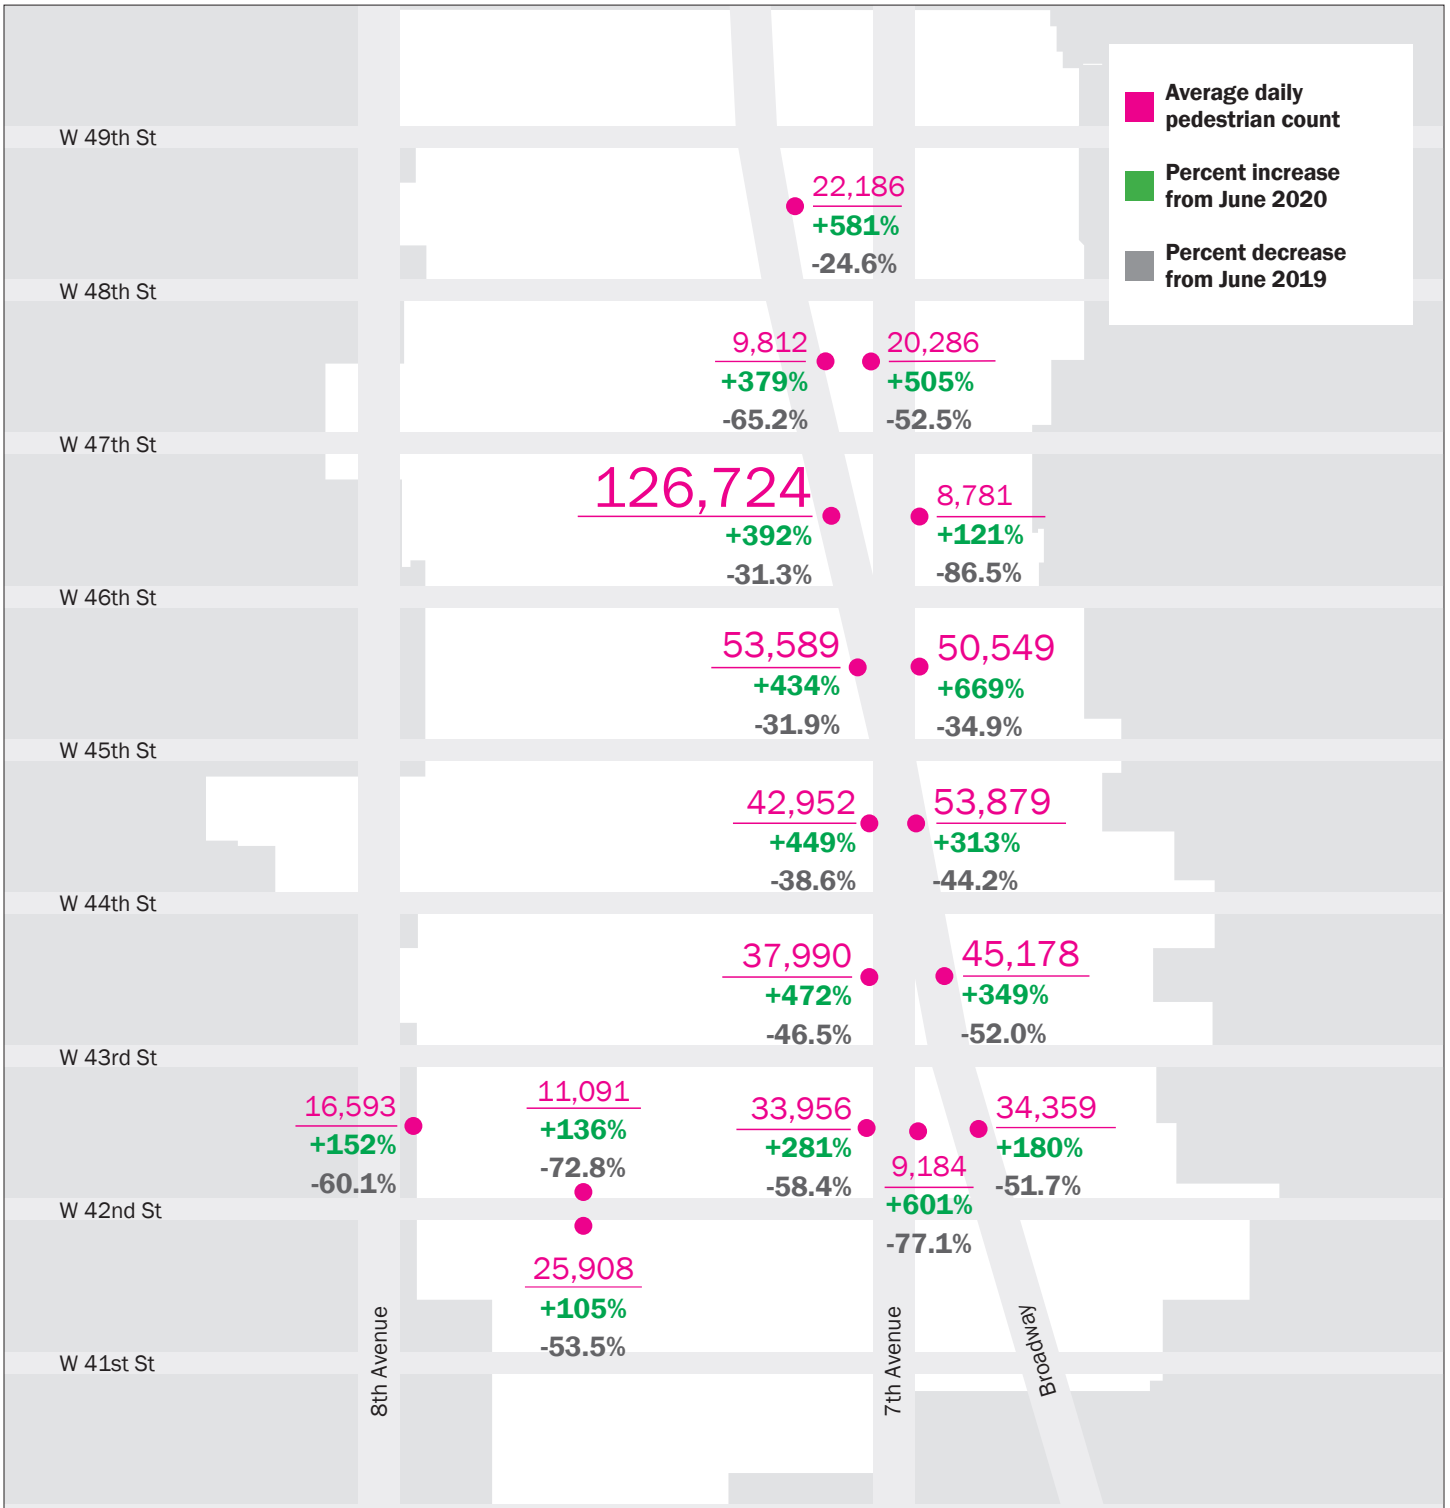 Average daily
pedestrian count
Percent increase
from June 2020
Percent decrease
from June 2019
W 49th St
22,186
+581%
-24.6%
W 48th St
9,812
+379%
-65.2%
20,286
+505%
-52.5%
W 47th St
126,724
+392%
-31.3%
8,781
+121%
-86.5%
W 46th St
53,589
+434%
-31.9%
50,549
+669%
-34.9%
W 45th St
42,952
+449%
-38.6%
53,879
+313%
-44.2%
W 44th St
37,990
+472%
-46.5%
45,178
+349%
-52.0%
W 43rd St
16,593
+152%
-60.1%
11,091
+136%
-72.8%
33,956
+281%
-58.4%
9,184
+601%
-77.1%
34,359
+180%
-51.7%
W 42nd St
25,908
+105%
-53.5%
W 41st St
8th Avenue
7th Avenue
Broadway